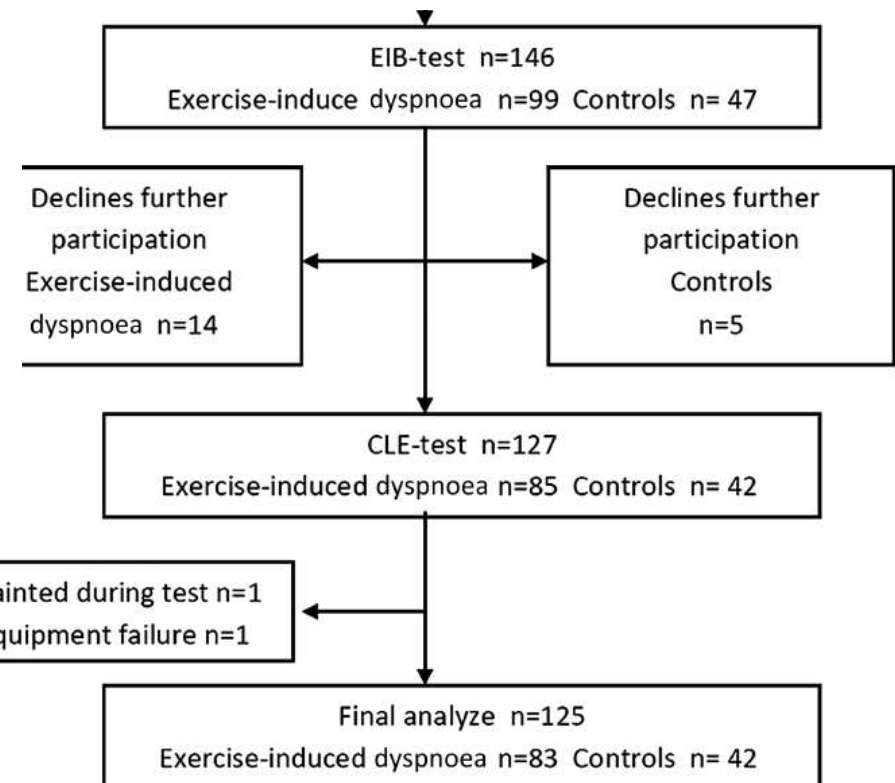 EIB-test n=146
Exercise-induce dyspnoea n=99 Controls n= 47
Declines further
participation
Exercise-induced
dyspnoea n=14
Declines further
participation
Controls
n=5
CLE-test n=127
Exercise-induced dyspnoea n=85 Controls n= 42
ainted during test n=1
quipment failure n=1
Final analyze n=125
Exercise-induced dyspnoea n=83 Controls n= 42